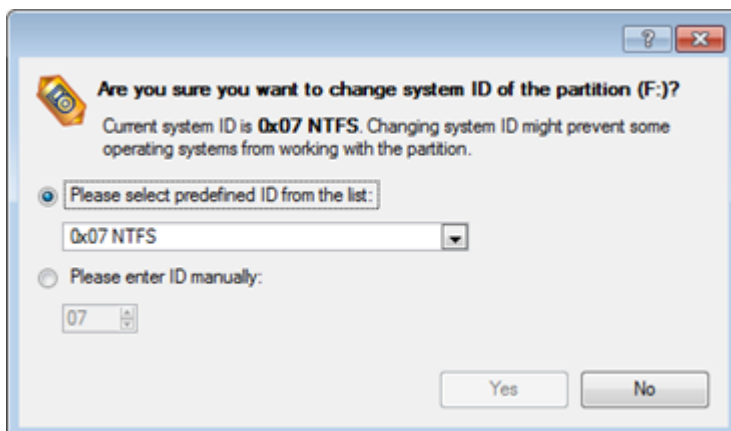 Are you sure you want to change system ID of the partition (F:)?
Current system ID is 0x07 NTFS. Changing system ID might prevent some
operating systems from working with the partition.
Please select predefined ID from the list:
0x07 NTFS
Please enter ID manually:
07
Yes No